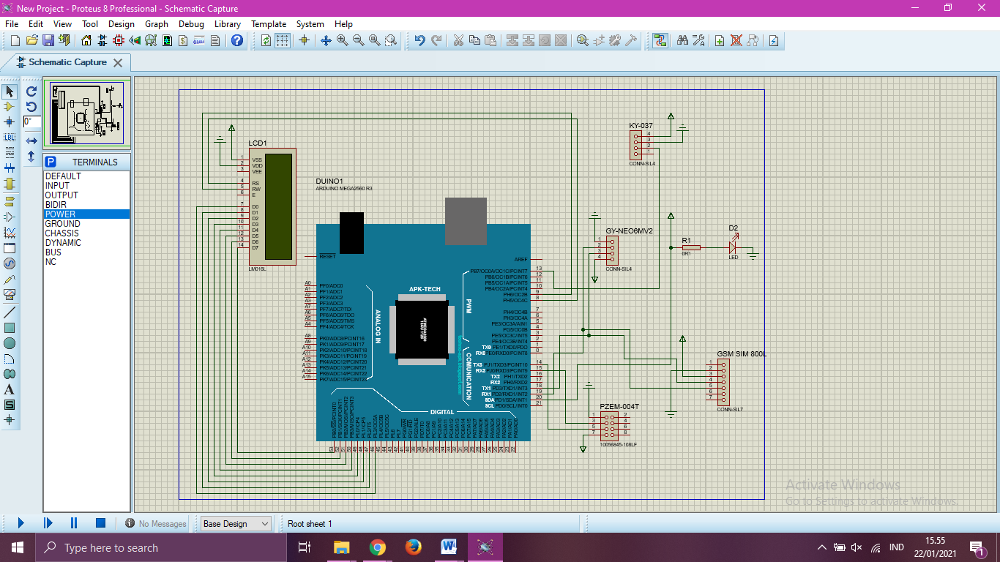 New Project - Proteus 8 Professional - Schematic Capture
File Edit View Tool Design Graph Debug Library Template System Help
Schematic Capture
0°
P TERMINALS
DEFAULT
INPUT
OUTPUT
BIDIR
POWER
GROUND
CHASSIS
DYNAMIC
BUS
NC
LCD1
1 VSS
2 VDD
3 VEE
4 RS
5 RW
6 E
7 D0
8 D1
9 D2
10 D3
11 D4
12 D5
13 D6
14 D7
LM016L
DUINO1
ARDUINO MEGA2560 R3
RESET
A0 PF0/ADC0
A1 PF1/ADC1
A2 PF2/ADC2
A3 PF3/ADC3
PF7/ADC7/TDI
PF6/ADC6/TDO
PF5/ADC5/TMS
PF4/ADC4/TCK
A8 PK0/ADC8/PCINT16
A9 PK1/ADC9/PCINT17
A10 PK2/ADC10/PCINT18
A11 PK3/ADC11/PCINT19
A12 PK4/ADC12/PCINT20
A13 PK5/ADC13/PCINT21
A14 PK6/ADC14/PCINT22
A15 PK7/ADC15/PCINT23
ANALOG IN
APK-TECH
PWM
COMUNICATION
DIGITAL
AREF
PB7/OC0A/OC1C/PCINT7 13
PB6/OC1B/PCINT6 12
PB5/OC1A/PCINT5 11
PB4/OC2A/PCINT4 10
PH6/OC2B 9
PH5/OC4C 8
PH4/OC4B 7
PH3/OC4A 6
PE3/OC3A/AIN1 5
PG5/OC0B 4
PE5/OC3C/INT5 3
PE4/OC3B/INT4 2
TX0 PE1/TXD0/PDO 1
RX0 PE0/RXD0/PCINT8 0
TX3 PJ1/TXD3/PCINT10 14
RX3 PJ0/RXD3/PCINT9 15
TX2 PH1/TXD2 16
RX2 PH0/RXD2 17
TX1 PD3/TXD1/INT3 18
RX1 PD2/RXD1/INT2 19
SDA PD1/SDA/INT1 20
SCL PD0/SCL/INT0 21
KY-037
4
3
2
1
CONN-SIL4
GY-NEO6MV2
1
2
3
4
CONN-SIL4
R1
0R1
D2
LED
GSM SIM 800L
1
2
3
4
5
6
7
CONN-SIL7
PZEM-004T
1 2
3 4
5 6
7 8
10056845-108LF
Activate Windows
Go to Settings to activate Windows.
No Messages
Base Design
Root sheet 1
Type here to search
IND
15.55
22/01/2021
1